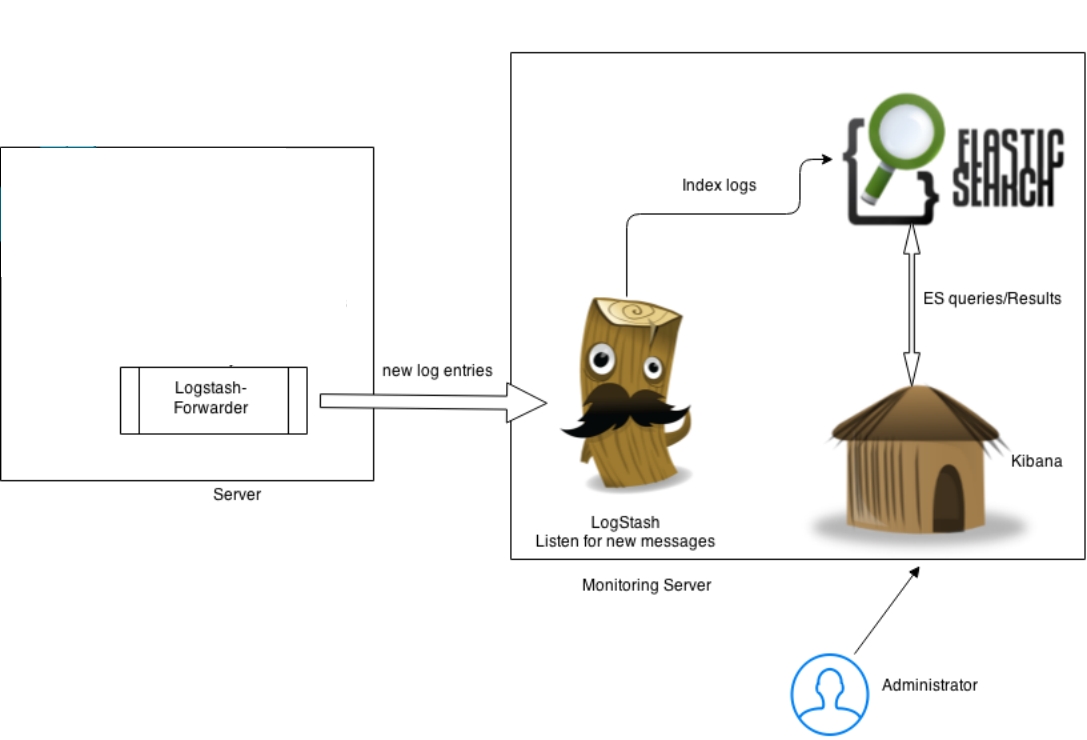 Index logs
ELASTIC
SEARCH
ES queries/Results
new log entries
Logstash-
Forwarder
Kibana
Server
LogStash
Listen for new messages
Monitoring Server
Administrator